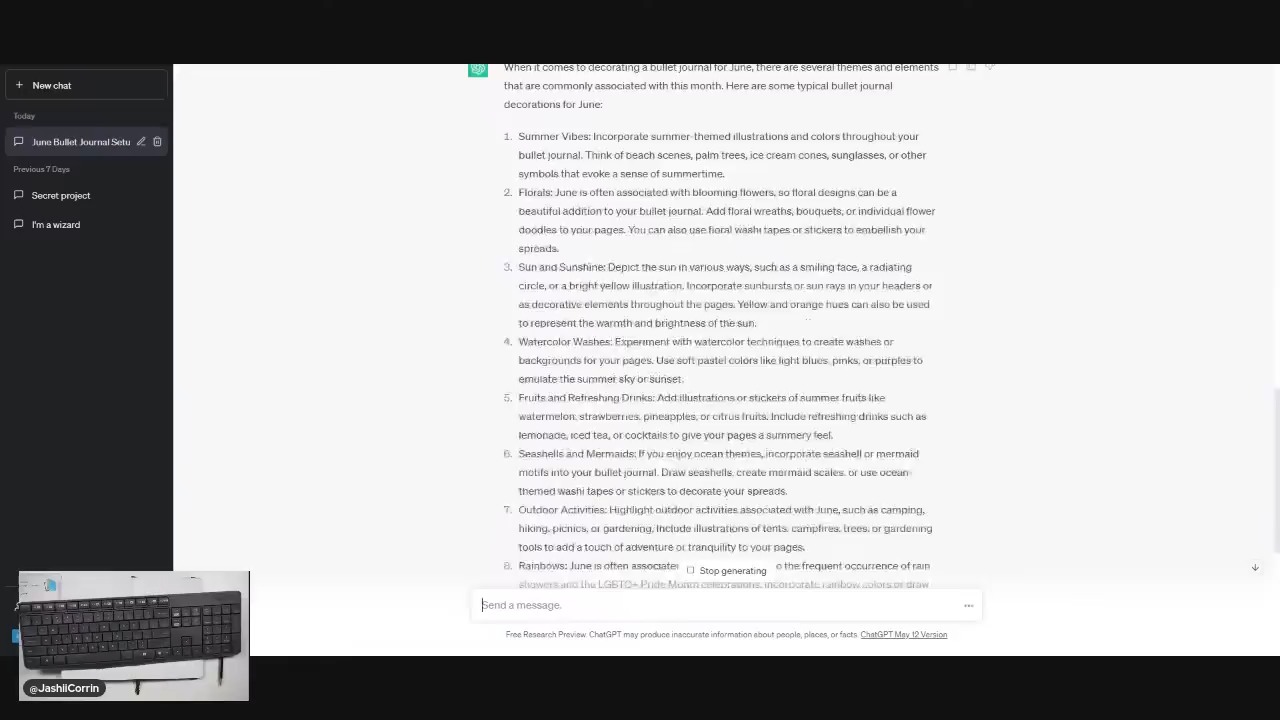 New chat
Today
June Bullet Journal Setu
Previous 7 Days
Secret project
I'm a wizard
When it comes to decorating a bullet journal for June, there are several themes and elements
that are commonly associated with this month. Here are some typical bullet journal
decorations for June:
1. Summer Vibes: Incorporate summer-themed illustrations and colors throughout your
bullet journal. Think of beach scenes, palm trees, ice cream cones, sunglasses, or other
symbols that evoke a sense of summertime.
2. Florals: June is often associated with blooming flowers, so floral designs can be a
beautiful addition to your bullet journal. Add floral wreaths, bouquets, or individual flower
doodles to your pages. You can also use floral washi tapes or stickers to embellish your
spreads.
3. Sun and Sunshine: Depict the sun in various ways, such as a smiling face, a radiating
circle, or a bright yellow illustration. Incorporate sunbursts or sun rays in your headers or
as decorative elements throughout the pages. Yellow and orange hues can also be used
to represent the warmth and brightness of the sun.
4. Watercolor Washes: Experiment with watercolor techniques to create washes or
backgrounds for your pages. Use soft pastel colors like light blues, pinks, or purples to
emulate the summer sky or sunset.
5. Fruits and Refreshing Drinks: Add illustrations or stickers of summer fruits like
watermelon, strawberries, pineapples, or citrus fruits. Include refreshing drinks such as
lemonade, iced tea, or cocktails to give your pages a summery feel.
6. Seashells and Mermaids: If you enjoy ocean themes, incorporate seashell or mermaid
motifs into your bullet journal. Draw seashells, create mermaid scales, or use ocean
themed washi tapes or stickers to decorate your spreads.
7. Outdoor Activities: Highlight outdoor activities associated with June, such as camping,
hiking, picnics, or gardening. Include illustrations of tents, campfires, trees, or gardening
tools to add a touch of adventure or tranquility to your pages.
8. Rainbows: June is often associate o the frequent occurrence of rain
showers and the LGBTQ+ Pride Month celebrations. Incorporate rainbow colors or draw
Stop generating
Send a message.
Free Research Preview. ChatGPT may produce inaccurate information about people, places, or facts. ChatGPT May 12 Version
@JashiiCorrin